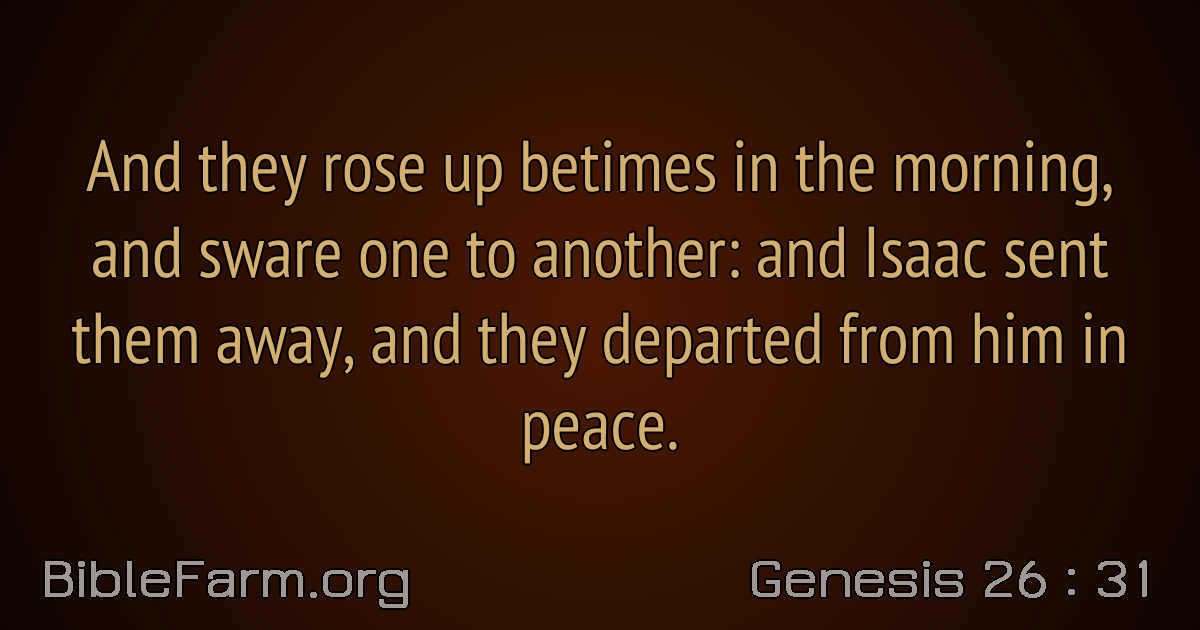 And they rose up betimes in the morning,
and sware one to another: and Isaac sent
them away, and they departed from him in
peace.
BibleFarm.org
Genesis 26 : 31